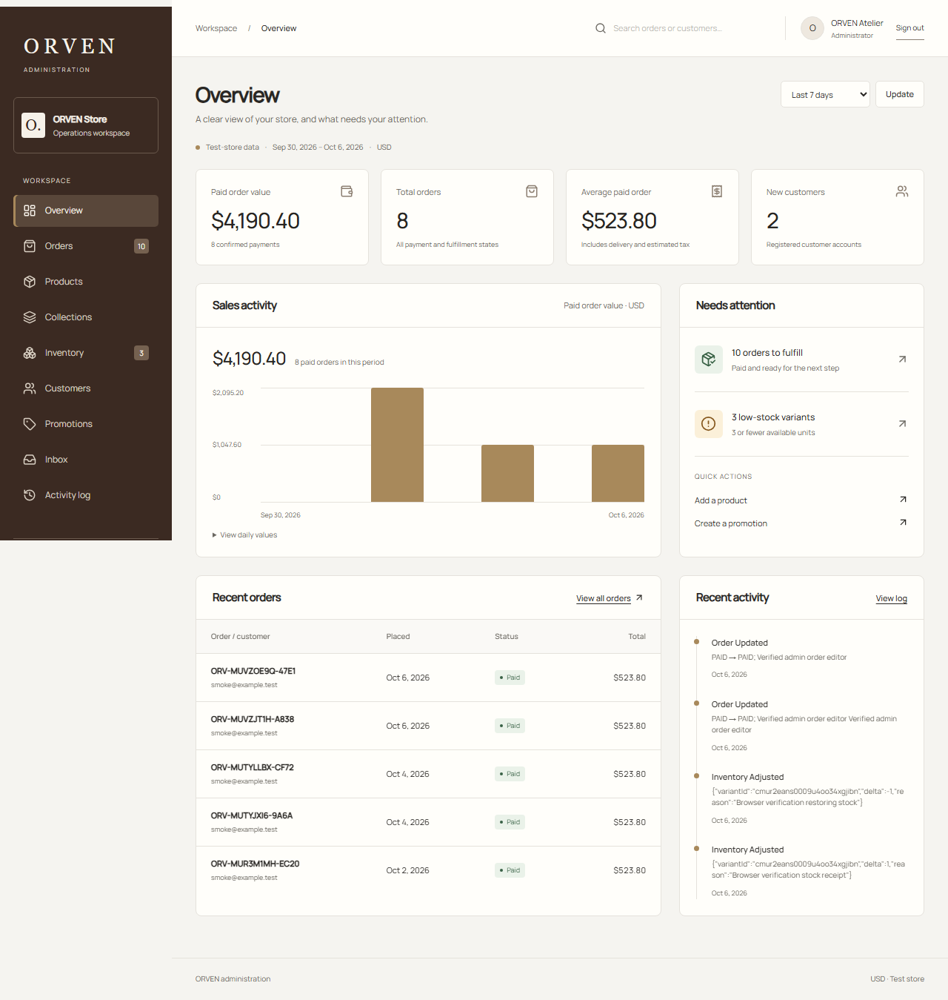 ORVEN
ADMINISTRATION
O.
ORVEN Store
Operations workspace
WORKSPACE
Overview
Orders 10
Products
Collections
Inventory 3
Customers
Promotions
Inbox
Activity log
Workspace / Overview
Search orders or customers...
O
ORVEN Atelier
Administrator
Sign out
Overview
A clear view of your store, and what needs your attention.
Last 7 days
Update
Test-store data · Sep 30, 2026 – Oct 6, 2026 · USD
Paid order value
$4,190.40
8 confirmed payments
Total orders
8
All payment and fulfillment states
Average paid order
$523.80
Includes delivery and estimated tax
New customers
2
Registered customer accounts
Sales activity
Paid order value · USD
$4,190.40 8 paid orders in this period
$2,095.20
$1,047.60
$0
Sep 30, 2026
Oct 6, 2026
View daily values
Needs attention
10 orders to fulfill
Paid and ready for the next step
3 low-stock variants
3 or fewer available units
QUICK ACTIONS
Add a product
Create a promotion
Recent orders
View all orders
Order / customer Placed Status Total
ORV-MUVZOE9Q-47E1
smoke@example.test
Oct 6, 2026 Paid $523.80
ORV-MUVZJT1H-A838
smoke@example.test
Oct 6, 2026 Paid $523.80
ORV-MUTYLLBX-CF72
smoke@example.test
Oct 4, 2026 Paid $523.80
ORV-MUTYJXI6-9A6A
smoke@example.test
Oct 4, 2026 Paid $523.80
ORV-MUR3M1MH-EC20
smoke@example.test
Oct 2, 2026 Paid $523.80
Recent activity
View log
Order Updated
PAID → PAID; Verified admin order editor
Oct 6, 2026
Order Updated
PAID → PAID; Verified admin order editor Verified admin
order editor
Oct 6, 2026
Inventory Adjusted
{"variantId":"cmur2eans0009u4oo34xgjibn","delta":-1,"re
ason":"Browser verification restoring stock"}
Oct 6, 2026
Inventory Adjusted
{"variantId":"cmur2eans0009u4oo34xgjibn","delta":1,"rea
son":"Browser verification stock receipt"}
Oct 6, 2026
ORVEN administration
USD · Test store